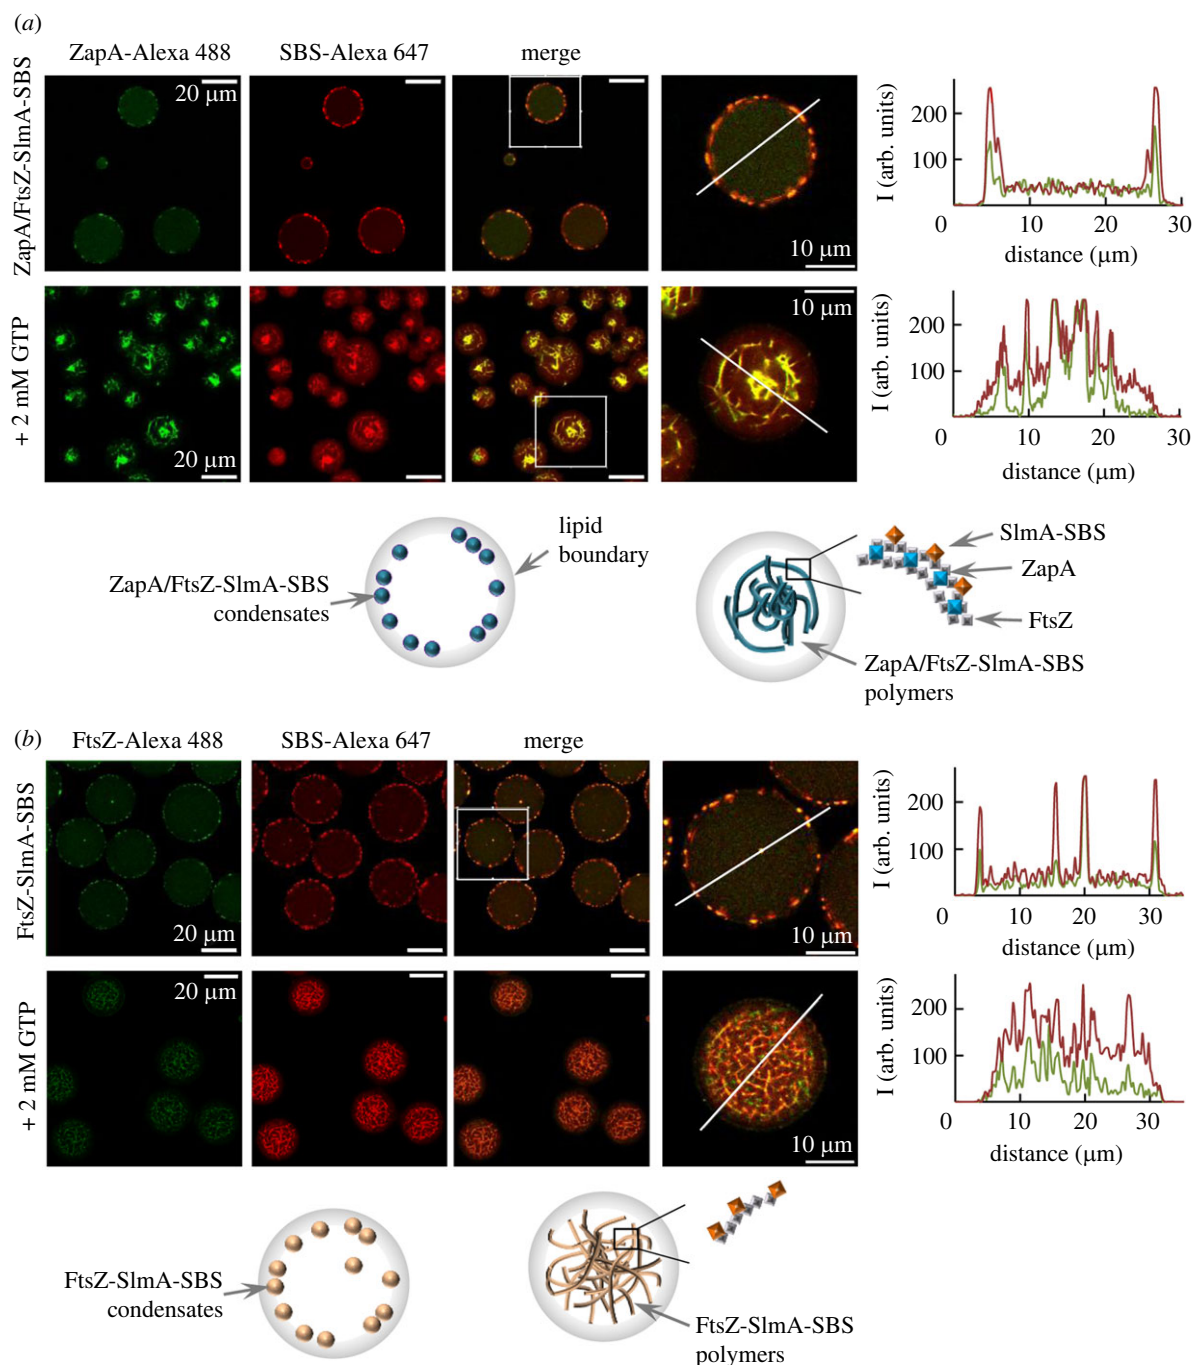 (a)
ZapA-Alexa 488 SBS-Alexa 647 merge
ZapA/FtsZ-SlmA-SBS
20 µm
10 µm
I (arb. units)
200
100
0 10 20 30
distance (µm)
+ 2 mM GTP
20 µm
10 µm
I (arb. units)
200
100
0 10 20 30
distance (µm)
lipid
boundary
ZapA/FtsZ-SlmA-SBS
condensates
SlmA-SBS
ZapA
FtsZ
ZapA/FtsZ-SlmA-SBS
polymers
(b)
FtsZ-Alexa 488 SBS-Alexa 647 merge
FtsZ-SlmA-SBS
20 µm
10 µm
I (arb. units)
200
100
0 10 20 30
distance (µm)
+ 2 mM GTP
20 µm
10 µm
I (arb. units)
200
100
0 10 20 30
distance (µm)
FtsZ-SlmA-SBS
condensates
FtsZ-SlmA-SBS
polymers